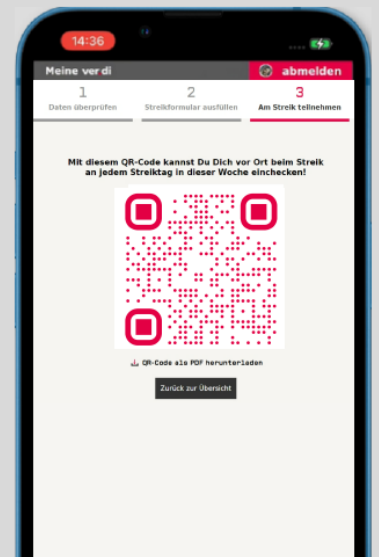 14:36
Meine ver di
abmelden
1
Daten überprüfen
2
Streikformular ausfüllen
3
Am Streik teilnehmen
Mit diesem QR-Code kannst Du Dich vor Ort beim Streik
an jedem Streiktag in dieser Woche einchecken!
QR-Code als PDF herunterladen
Zurück zur Übersicht